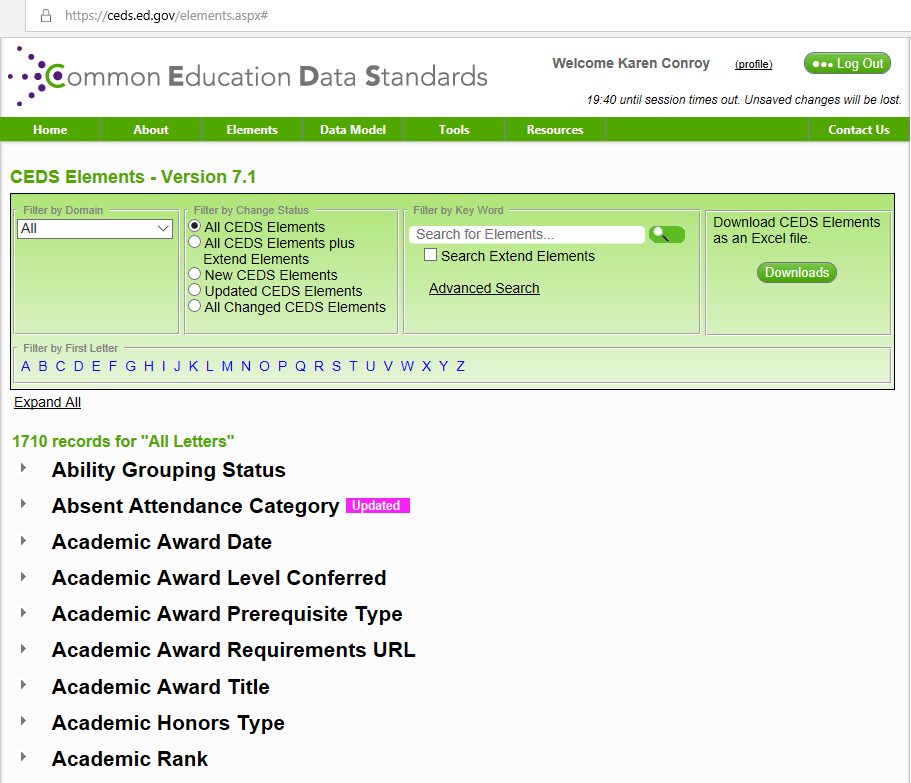 https://ceds.ed.gov/elements.aspx#
Common Education Data Standards
Welcome Karen Conroy (profile) Log Out
19:40 until session times out. Unsaved changes will be lost.
Home About Elements Data Model Tools Resources Contact Us
CEDS Elements - Version 7.1
Filter by Domain
All
Filter by Change Status
All CEDS Elements
All CEDS Elements plus
Extend Elements
New CEDS Elements
Updated CEDS Elements
All Changed CEDS Elements
Filter by Key Word
Search for Elements...
Search Extend Elements
Advanced Search
Download CEDS Elements
as an Excel file.
Downloads
Filter by First Letter
A B C D E F G H I J K L M N O P Q R S T U V W X Y Z
Expand All
1710 records for "All Letters"
Ability Grouping Status
Absent Attendance Category Updated
Academic Award Date
Academic Award Level Conferred
Academic Award Prerequisite Type
Academic Award Requirements URL
Academic Award Title
Academic Honors Type
Academic Rank